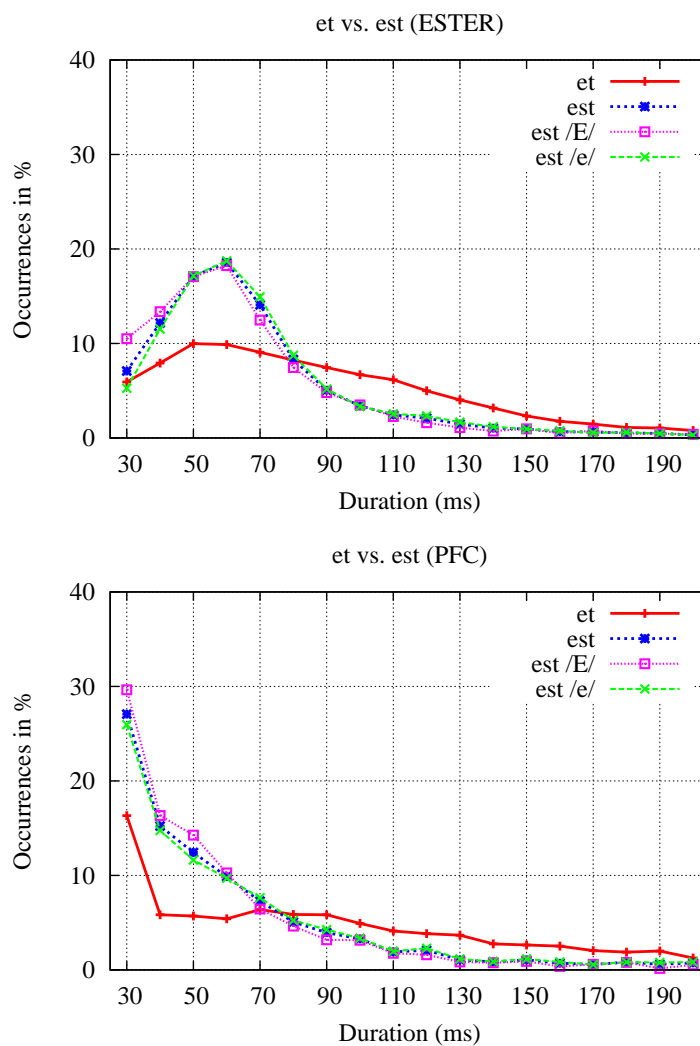 et vs. est (ESTER)
40
30
20
10
0
Occurrences in %
et
est
est /E/
est /e/
30 50 70 90 110 130 150 170 190
Duration (ms)
et vs. est (PFC)
40
30
20
10
0
Occurrences in %
et
est
est /E/
est /e/
30 50 70 90 110 130 150 170 190
Duration (ms)